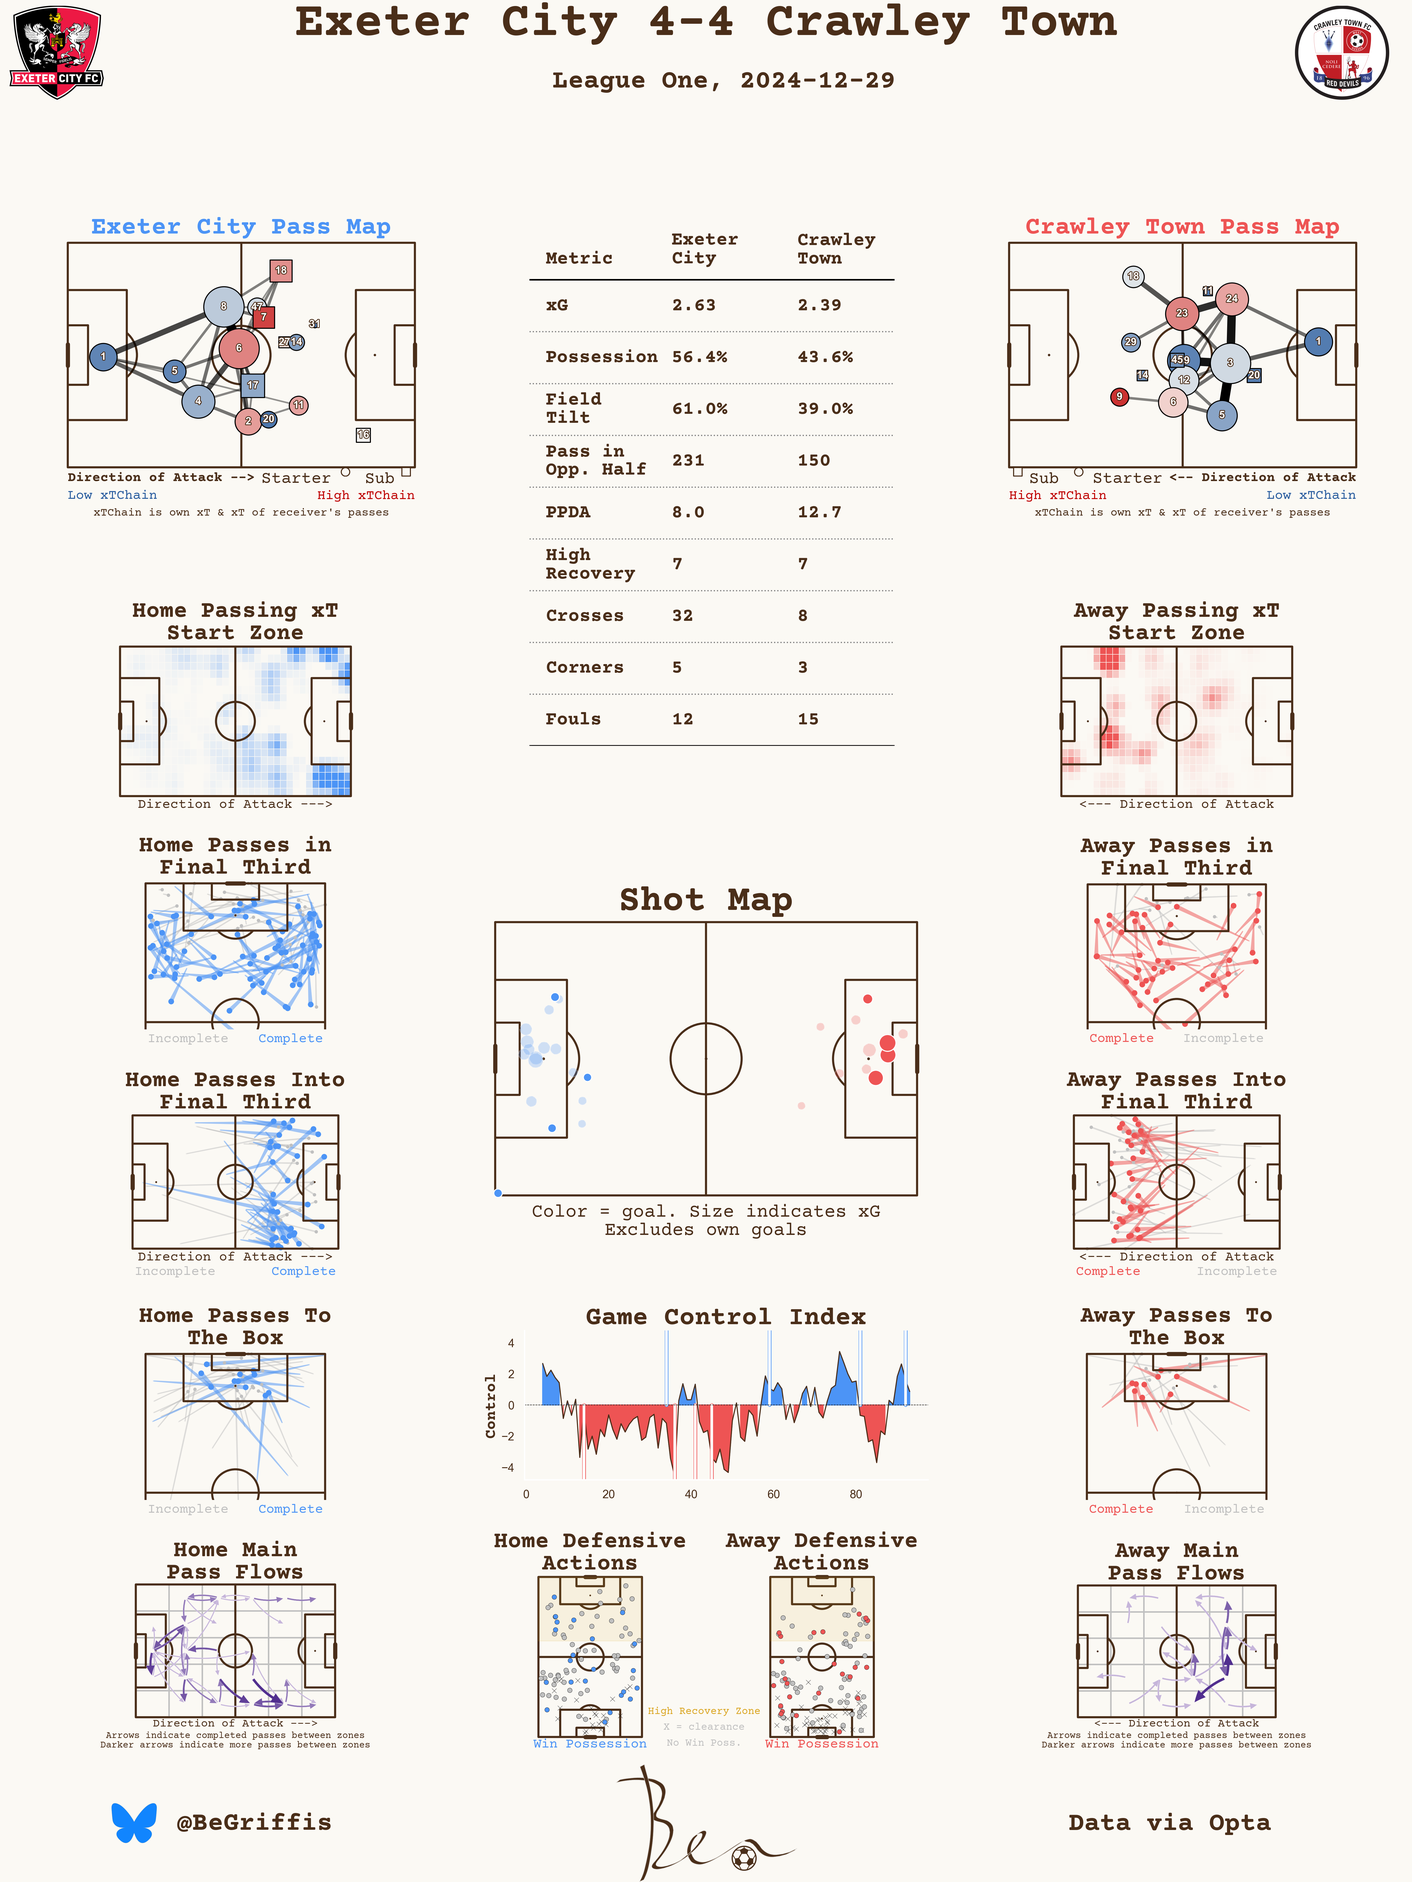 Exeter City 4-4 Crawley Town
League One, 2024-12-29
EXETER CITY FC
CRAWLEY TOWN FC
RED DEVILS
Exeter City Pass Map
18
8
47
7
31
6
27
14
1
5
17
4
11
2
20
16
Direction of Attack --> Starter Sub
Low xTChain High xTChain
xTChain is own xT & xT of receiver's passes
Metric Exeter City Crawley Town
xG 2.63 2.39
Possession 56.4% 43.6%
Field Tilt 61.0% 39.0%
Pass in Opp. Half 231 150
PPDA 8.0 12.7
High Recovery 7 7
Crosses 32 8
Corners 5 3
Fouls 12 15
Crawley Town Pass Map
18
11
24
23
29
1
45
3
14
12
20
9
6
5
Sub Starter <-- Direction of Attack
High xTChain Low xTChain
xTChain is own xT & xT of receiver's passes
Home Passing xT
Start Zone
Direction of Attack --->
Away Passing xT
Start Zone
<--- Direction of Attack
Home Passes in
Final Third
Incomplete Complete
Away Passes in
Final Third
Complete Incomplete
Shot Map
Color = goal. Size indicates xG
Excludes own goals
Home Passes Into
Final Third
Direction of Attack --->
Incomplete Complete
Away Passes Into
Final Third
<--- Direction of Attack
Complete Incomplete
Home Passes To
The Box
Incomplete Complete
Game Control Index
Control
4
2
0
−2
−4
0 20 40 60 80
Away Passes To
The Box
Complete Incomplete
Home Main
Pass Flows
Direction of Attack --->
Arrows indicate completed passes between zones
Darker arrows indicate more passes between zones
Home Defensive
Actions
Win Possession
High Recovery Zone
X = clearance
No Win Poss.
Away Defensive
Actions
Win Possession
Away Main
Pass Flows
<--- Direction of Attack
Arrows indicate completed passes between zones
Darker arrows indicate more passes between zones
@BeGriffis
Ben
Data via Opta